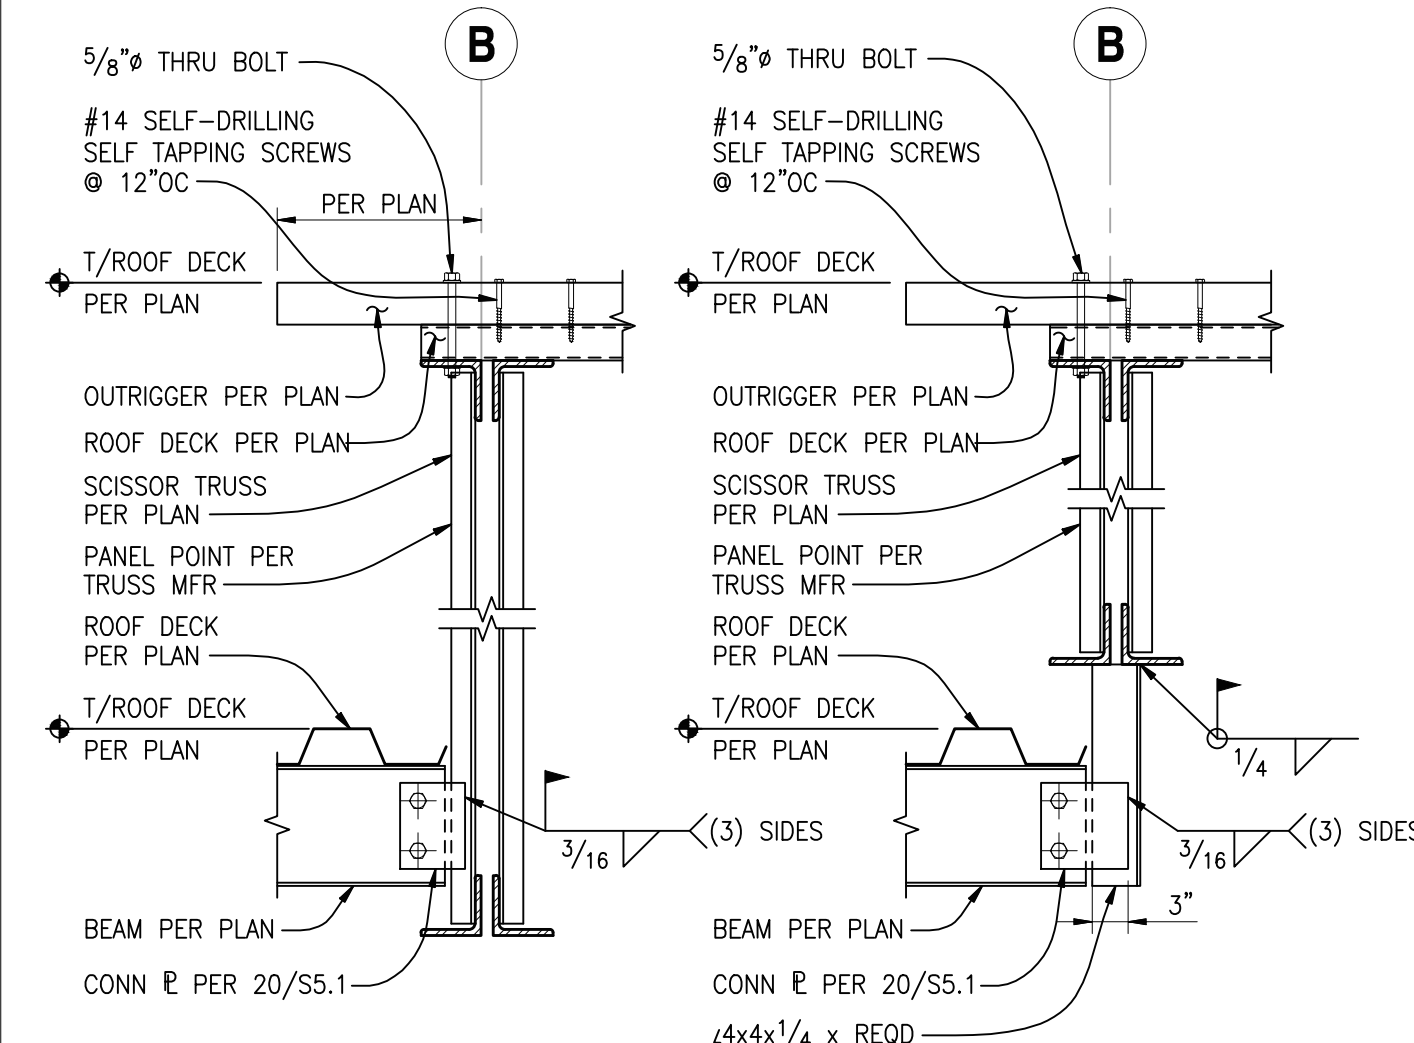 B
5/8"ø THRU BOLT
#14 SELF-DRILLING
SELF TAPPING SCREWS
@ 12"OC
PER PLAN
T/ROOF DECK
PER PLAN
OUTRIGGER PER PLAN
ROOF DECK PER PLAN
SCISSOR TRUSS
PER PLAN
PANEL POINT PER
TRUSS MFR
ROOF DECK
PER PLAN
T/ROOF DECK
PER PLAN
3/16
(3) SIDES
BEAM PER PLAN
CONN ⅊ PER 20/S5.1
B
5/8"ø THRU BOLT
#14 SELF-DRILLING
SELF TAPPING SCREWS
@ 12"OC
T/ROOF DECK
PER PLAN
OUTRIGGER PER PLAN
ROOF DECK PER PLAN
SCISSOR TRUSS
PER PLAN
PANEL POINT PER
TRUSS MFR
ROOF DECK
PER PLAN
T/ROOF DECK
PER PLAN
1/4
3/16
(3) SIDES
3"
BEAM PER PLAN
CONN ⅊ PER 20/S5.1
∠4x4x1/4 x REQD